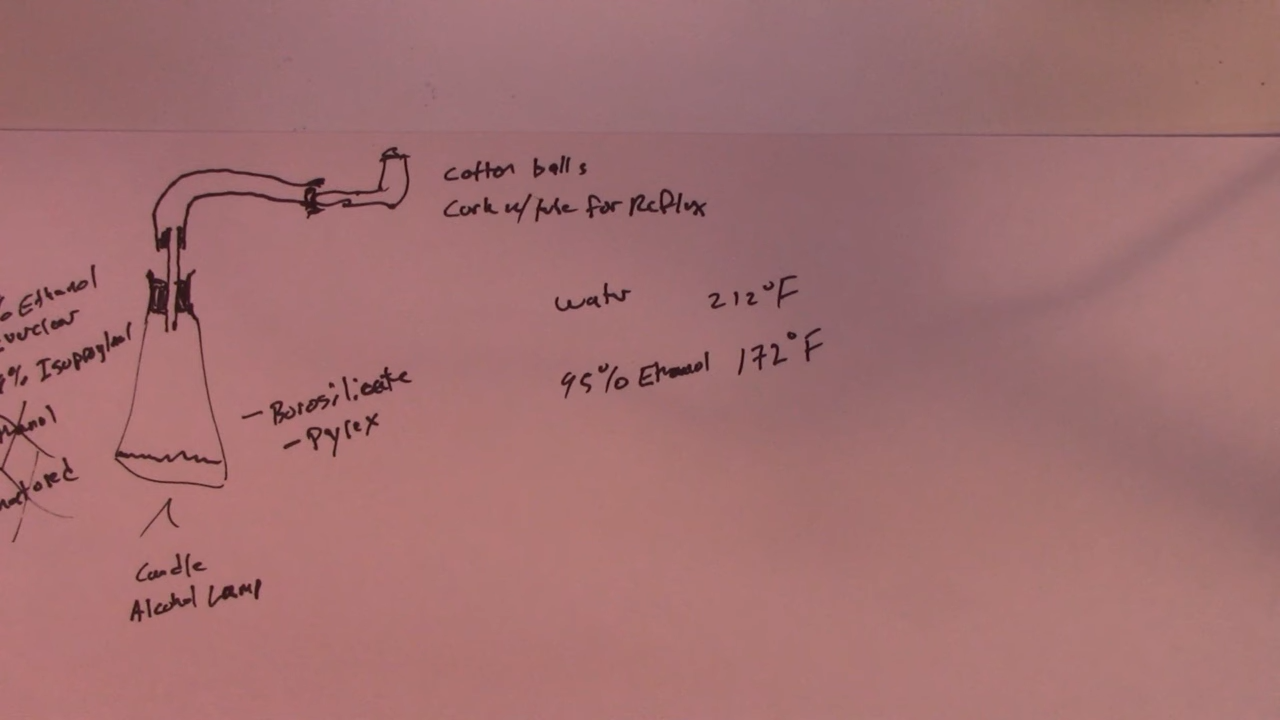 cotton balls
Cork w/ tube for Reflux
% Ethanol
Everclear
% Isopropyl
water 212°F
95% Ethanol 172°F
- Borosilicate
- Pyrex
Candle
Alcohol Lamp